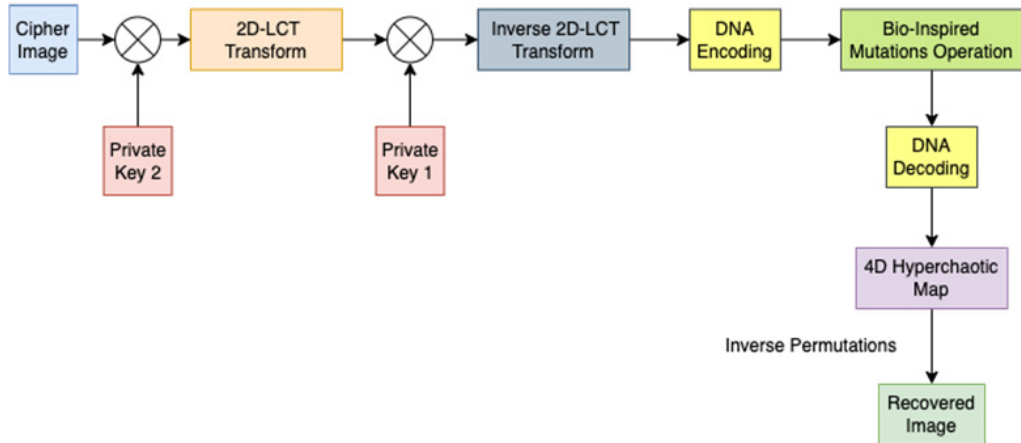 Cipher
Image
2D-LCT
Transform
Inverse 2D-LCT
Transform
DNA
Encoding
Bio-Inspired
Mutations Operation
Private
Key 2
Private
Key 1
DNA
Decoding
4D Hyperchaotic
Map
Inverse Permutations
Recovered
Image